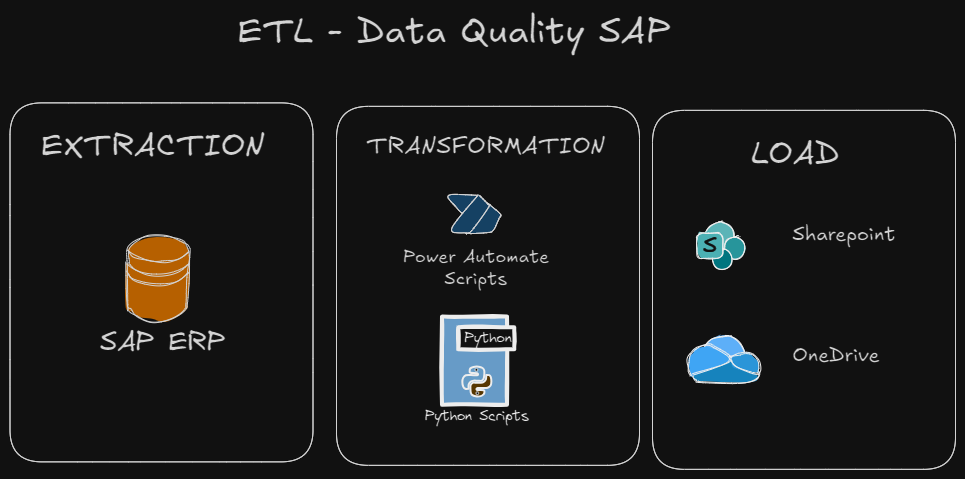 ETL - Data Quality SAP
EXTRACTION
SAP ERP
TRANSFORMATION
Power Automate
Scripts
Python
Python Scripts
LOAD
S
Sharepoint
OneDrive